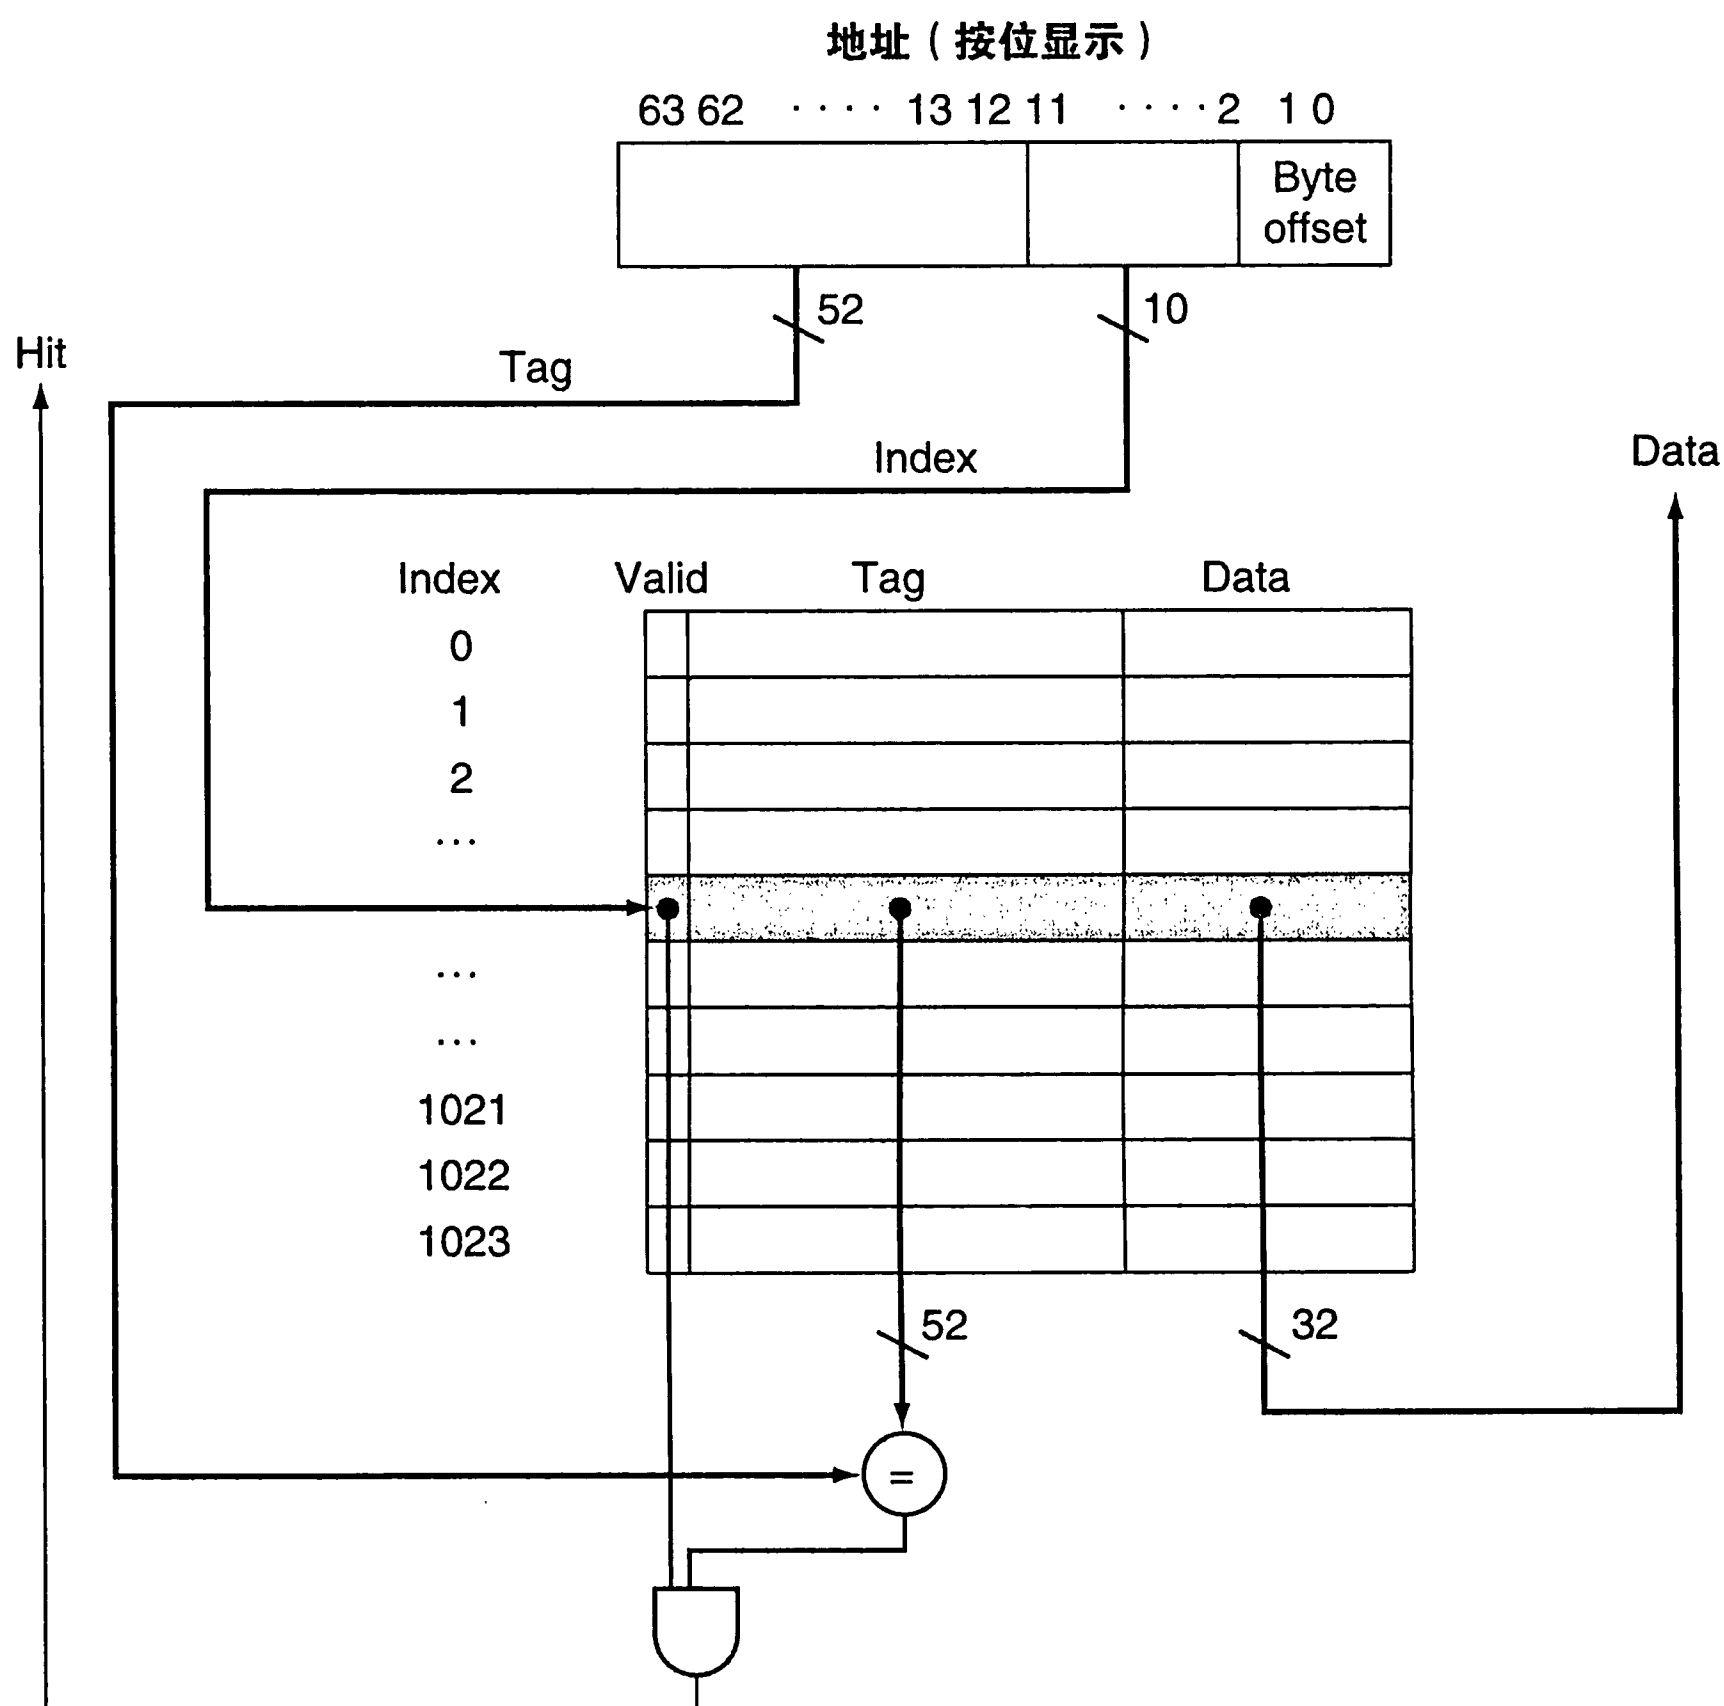 地址（按位显示）
63 62 ···· 13 12 11 ···· 2 1 0
Byte
offset
52
10
Hit
Tag
Index
Data
Index Valid Tag Data
0
1
2
...
...
...
1021
1022
1023
52
32
=